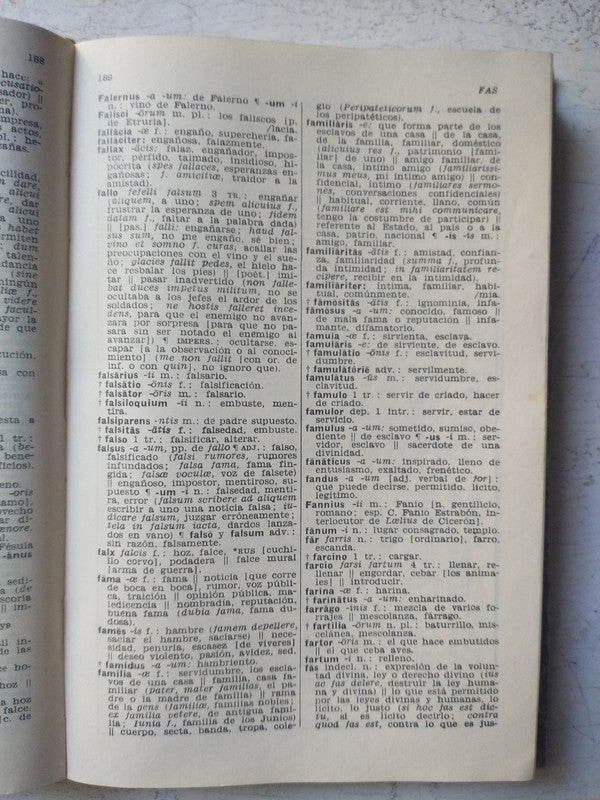 188
189
FAS
Falernus -a -um: de Falerno ¶ -um -i
n. : vino de Falerno.
Falisci -ōrum m. pl.: los faliscos [p.
de Etruria]. /lacia.
fallācia -æ f.: engaño, superchería, fa-
fallāciter: engañosa, falazmente.
fallax -ācis: falaz, engañador, impos-
tor, pérfido, taimado, insidioso, hi-
pócrita (spes fallaces, esperanzas en-
gañosas; f. amicitiæ, traidor a la
amistad).
fallo fefelli falsum 3 TR.: engañar
(aliquem, a uno; spem alicuius f.,
frustrar la esperanza de uno; fidem
datam f., faltar a la palabra dada)
|| [pas.] falli: engañarse; haud fal-
sus sum, no me engaño, sé bien;
vino et somno f. curas, acallar las
preocupaciones con el vino y el sue-
ño; glacies fallit pedes, el hielo ha-
ce resbalar los pies) || [poét.] imi-
tar || pasar inadvertido (non falle-
bat duces impetus militum, no se
ocultaba a los jefes el ardor de los
soldados; ne hostis falleret ince-
dens, para que el enemigo no avan-
zara por sorpresa [para que no pa-
sara sin ser notado el enemigo al
avanzar]) ¶ IMPERS.: ocultarse, es-
capar [a la observación o al conoci-
miento] (me non fallit [con or. de
inf. o con quin], no ignoro que).
falsārius -ii m.: falsario.
† falsātio -ōnis f.: falsificación.
† falsātor -ōris m.: falsario.
† falsiloquium -ii n.: embuste, men-
tira.
falsiparens -ntis m.: de padre supuesto.
† falsitās -ātis f.: falsedad, embuste.
† falso 1 tr.: falsificar, alterar.
falsus -a -um, pp. de fallo ¶ ADJ.: falso,
falsificado (falsi rumores, rumores
infundados; falsa fama, fama fin-
gida; falsæ voculæ, voz de falsete)
|| engañoso, impostor, mentiroso, su-
puesto ¶ -um -i n.: falsedad, menti-
ra, error (falsum scribere ad aliquem
escribir a uno una noticia falsa; iu-
dicare falsum, juzgar erróneamente;
tela in falsum iacta, dardos lanza-
dos en vano) ¶ falsō y falsum adv.:
sin razón, falsamente.
falx falcis f.: hoz, falce, *RUS [cuchi-
llo corvo], podadera || falce mural
[arma de guerra].
fāma -æ f.: fama || noticia [que corre
de boca en boca], rumor, voz públi-
ca, traición || opinión pública, ma-
ledicencia || nombradía, reputación,
buena fama (dubia fama, fama du-
dosa).
famēs -is f.: hambre (famem depellere,
matar el hambre, saciarse) || nece-
sidad, penuria, escasez [de víveres]
|| deseo violento, pasión, avidez, sed.
† famidus -a -um: hambriento.
familia -æ f.: servidumbre, los escla-
vos de una casa || familia, casa fa-
miliar (pater, mater familias, el pa-
dre o la madre de familia) || rama
de la gens (familiæ, familias nobles;
ex familia vetere, de antigua fami-
lia; Iunia f., familia de los Junios)
|| cuerpo, secta, banda, tropa, cole-
gio (Peripateticorum f., escuela de
los peripatéticos).
familiāris -e: que forma parte de los
esclavos de una casa || de la casa,
de la familia, familiar, doméstico
(alicutus res f., patrimonio [fami-
liar] de uno) || amigo familiar, de
la casa, íntimo amigo (familiarissi-
mus meus, mi íntimo amigo) || con-
fidencial, íntimo (familiares sermo-
nes, conversaciones confidenciales)
|| habitual, corriente, llano, común
(familiare est mihi communicare,
tengo la costumbre de participar) ||
referente al Estado, al país o a la
casa, patrio, nacional ¶ -is -is m.:
amigo, familiar.
familiāritās -ātis f.: amistad, confian-
za, familiaridad (summa f., profun-
da intimidad; in familiaritatem re-
cipere, recibir en la intimidad).
familiāriter: íntima, familiar, habi-
tual, comúnmente. /mia.
† fāmōsitās -ātis f.: ignominia, infa-
fāmōsus -a -um: conocido, famoso ||
de mala fama o reputación || infa-
mante, difamatorio.
famula -æ f.: sirvienta, esclava.
famulāris -e: de sirviente, de esclavo.
† famulātio -ōnis f.: esclavitud, servi-
dumbre.
† famulātōriē adv.: servilmente.
famulātus -ūs m.: servidumbre, es-
clavitud.
† famulo 1 tr.: servir de criado, hacer
de criado.
famulor dep. 1 intr.: servir, estar de
servicio.
famulus -a -um: sometido, sumiso, obe-
diente || de esclavo ¶ -us -i m.: ser-
vidor, esclavo || sacerdote de una
divinidad.
fānāticus -a -um: inspirado, lleno de
entusiasmo, exaltado, frenético.
fandus -a -um [adj. verbal de for]:
que puede decirse, permitido, lícito,
legítimo.
Fannius -ii m.: Fanio [n. gentilicio,
romano; esp. C. Fanio Estrabón, in-
terlocutor de Lælius de Cicerón].
fānum -i n.: lugar consagrado, templo.
fār farris n.: trigo [ordinario], farro,
escanda.
† farcino 1 tr.: cargar.
farcio farsi fartum 4 tr.: llenar, re-
llenar || engordar, cebar [los anima-
les] || introducir.
farīna -æ f.: harina.
† farīnātus -a -um: enharinado.
farrāgo -inis f.: mezcla de varios fo-
rrajes || mescolanza, fárrago.
† fartilia -ōrum n. pl.: baturrillo, mis-
celánea, mescolanza.
fartor -ōris m.: el que hace embutidos
|| el que ceba aves.
fartum -i n.: relleno.
fās indecl. n.: expresión de la volun-
tad divina, ley o derecho divino (ius
ac fas delere, destruir la ley huma-
na y divina) || lo que está permitido
por las leyes divinas y humanas, lo
lícito, lo justo (si hoc fas est dic-
tu, si es lícito decirlo; contra
quod fas est, contra lo que es jus-